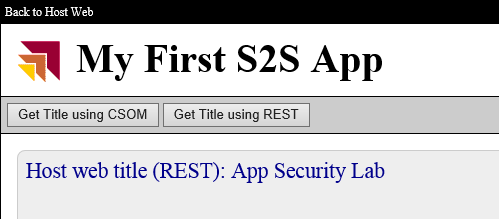 Back to Host Web
My First S2S App
Get Title using CSOM Get Title using REST
Host web title (REST): App Security Lab